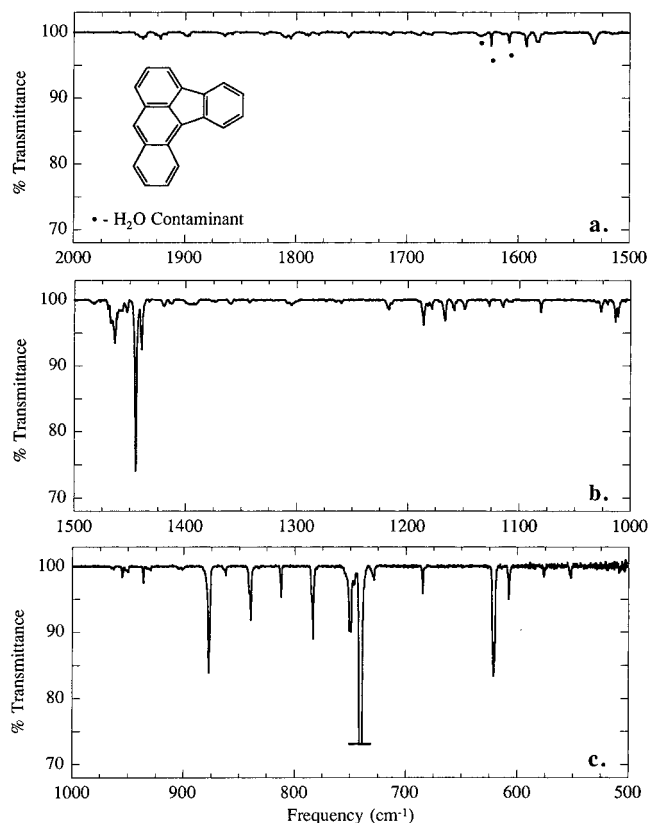 100
90
80
70
% Transmittance
• - H₂O Contaminant
a.
2000 1900 1800 1700 1600 1500
100
90
80
70
% Transmittance
b.
1500 1400 1300 1200 1100 1000
100
90
80
70
% Transmittance
c.
1000 900 800 700 600 500
Frequency (cm⁻¹)